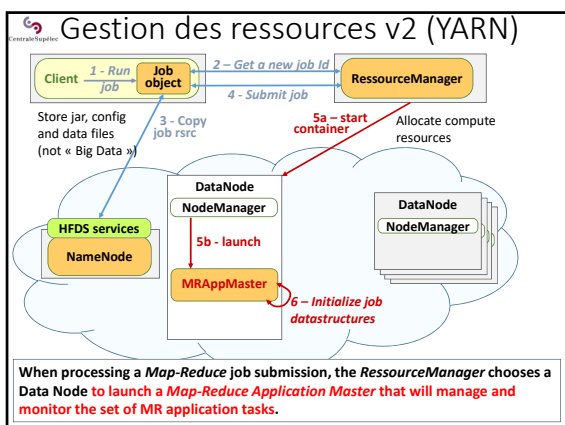 CentraleSupélec
Gestion des ressources v2 (YARN)
Client
1 - Run
job
Job
object
2 – Get a new job Id
4 - Submit job
RessourceManager
Store jar, config
and data files
(not « Big Data »)
3 - Copy
job rsrc
5a – start
container
Allocate compute
resources
DataNode
NodeManager
DataNode
NodeManager
HFDS services
NameNode
5b - launch
MRAppMaster
6 – Initialize job
datastructures
When processing a Map-Reduce job submission, the RessourceManager chooses a
Data Node to launch a Map-Reduce Application Master that will manage and
monitor the set of MR application tasks.